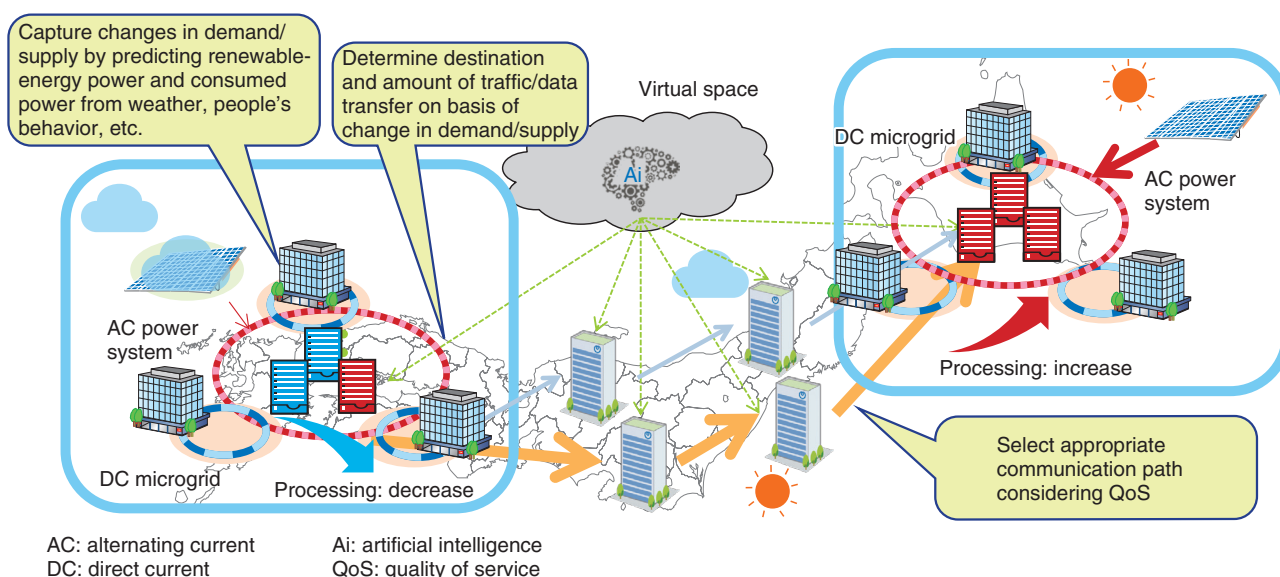 Capture changes in demand/
supply by predicting renewable-
energy power and consumed
power from weather, people's
behavior, etc.
Determine destination
and amount of traffic/data
transfer on basis of
change in demand/supply
Virtual space
Ai
DC microgrid
AC power
system
Processing: increase
AC power
system
DC microgrid
Processing: decrease
Select appropriate
communication path
considering QoS
AC: alternating current
DC: direct current
Ai: artificial intelligence
QoS: quality of service